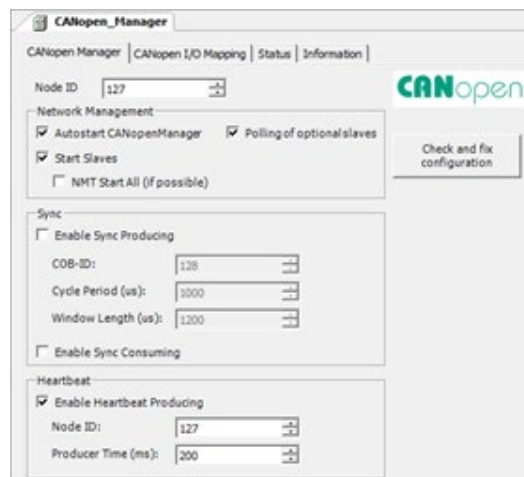 CANopen_Manager
CANopen Manager CANopen I/O Mapping Status Information
Node ID 127
CANopen
Network Management
Autostart CANopenManager Polling of optional slaves
Check and fix
configuration
Start Slaves
NMT Start All (if possible)
Sync
Enable Sync Producing
COB-ID: 128
Cycle Period (us): 1000
Window Length (us): 1200
Enable Sync Consuming
Heartbeat
Enable Heartbeat Producing
Node ID: 127
Producer Time (ms): 200